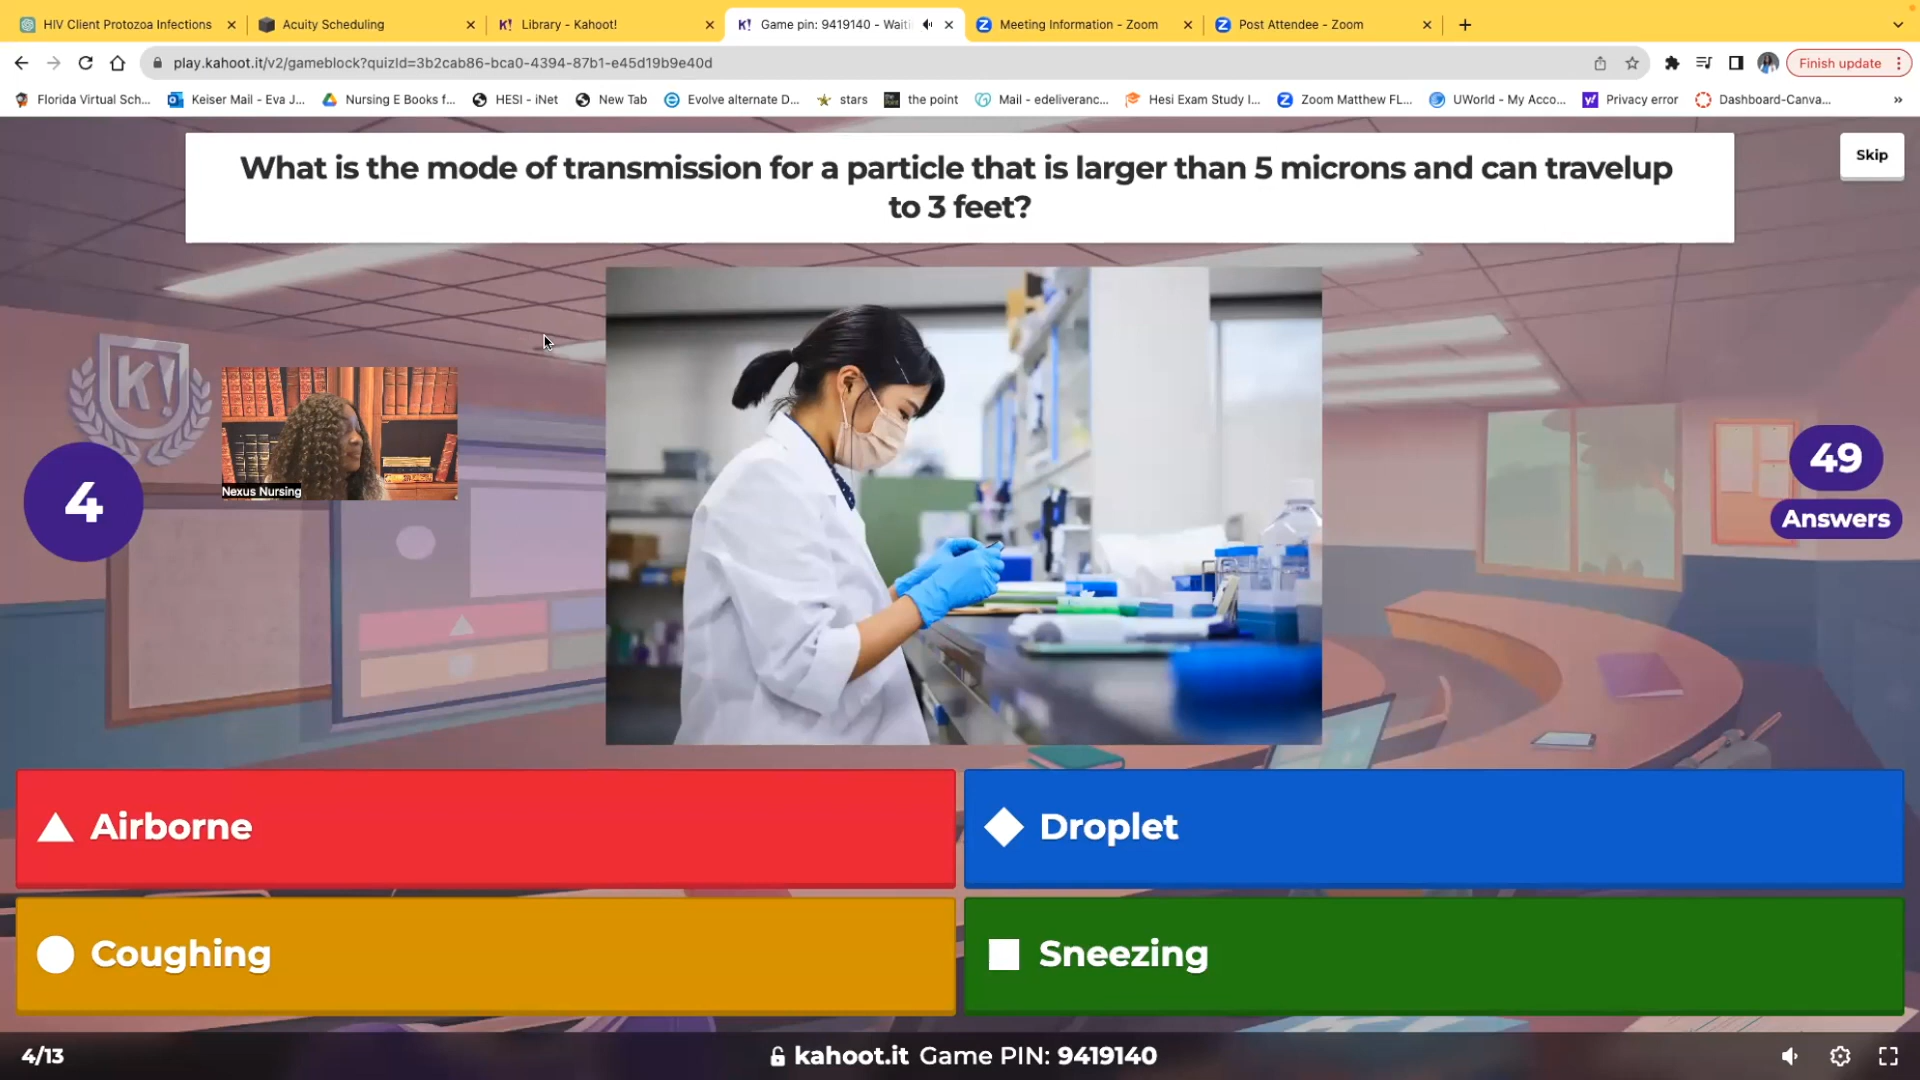 HIV Client Protozoa Infections
Acuity Scheduling
K! Library - Kahoot!
K! Game pin: 9419140 - Waiti
Meeting Information - Zoom
Post Attendee - Zoom
play.kahoot.it/v2/gameblock?quizId=3b2cab86-bca0-4394-87b1-e45d19b9e40d
Finish update
Florida Virtual Sch...
Keiser Mail - Eva J...
Nursing E Books f...
HESI - iNet
New Tab
Evolve alternate D...
stars
the point
Mail - edeliveranc...
Hesi Exam Study I...
Zoom Matthew FL...
UWorld - My Acco...
Privacy error
Dashboard-Canva...
»
What is the mode of transmission for a particle that is larger than 5 microns and can travelup
to 3 feet?
Skip
K!
Nexus Nursing
4
49
Answers
Airborne
Droplet
Coughing
Sneezing
4/13
kahoot.it Game PIN: 9419140